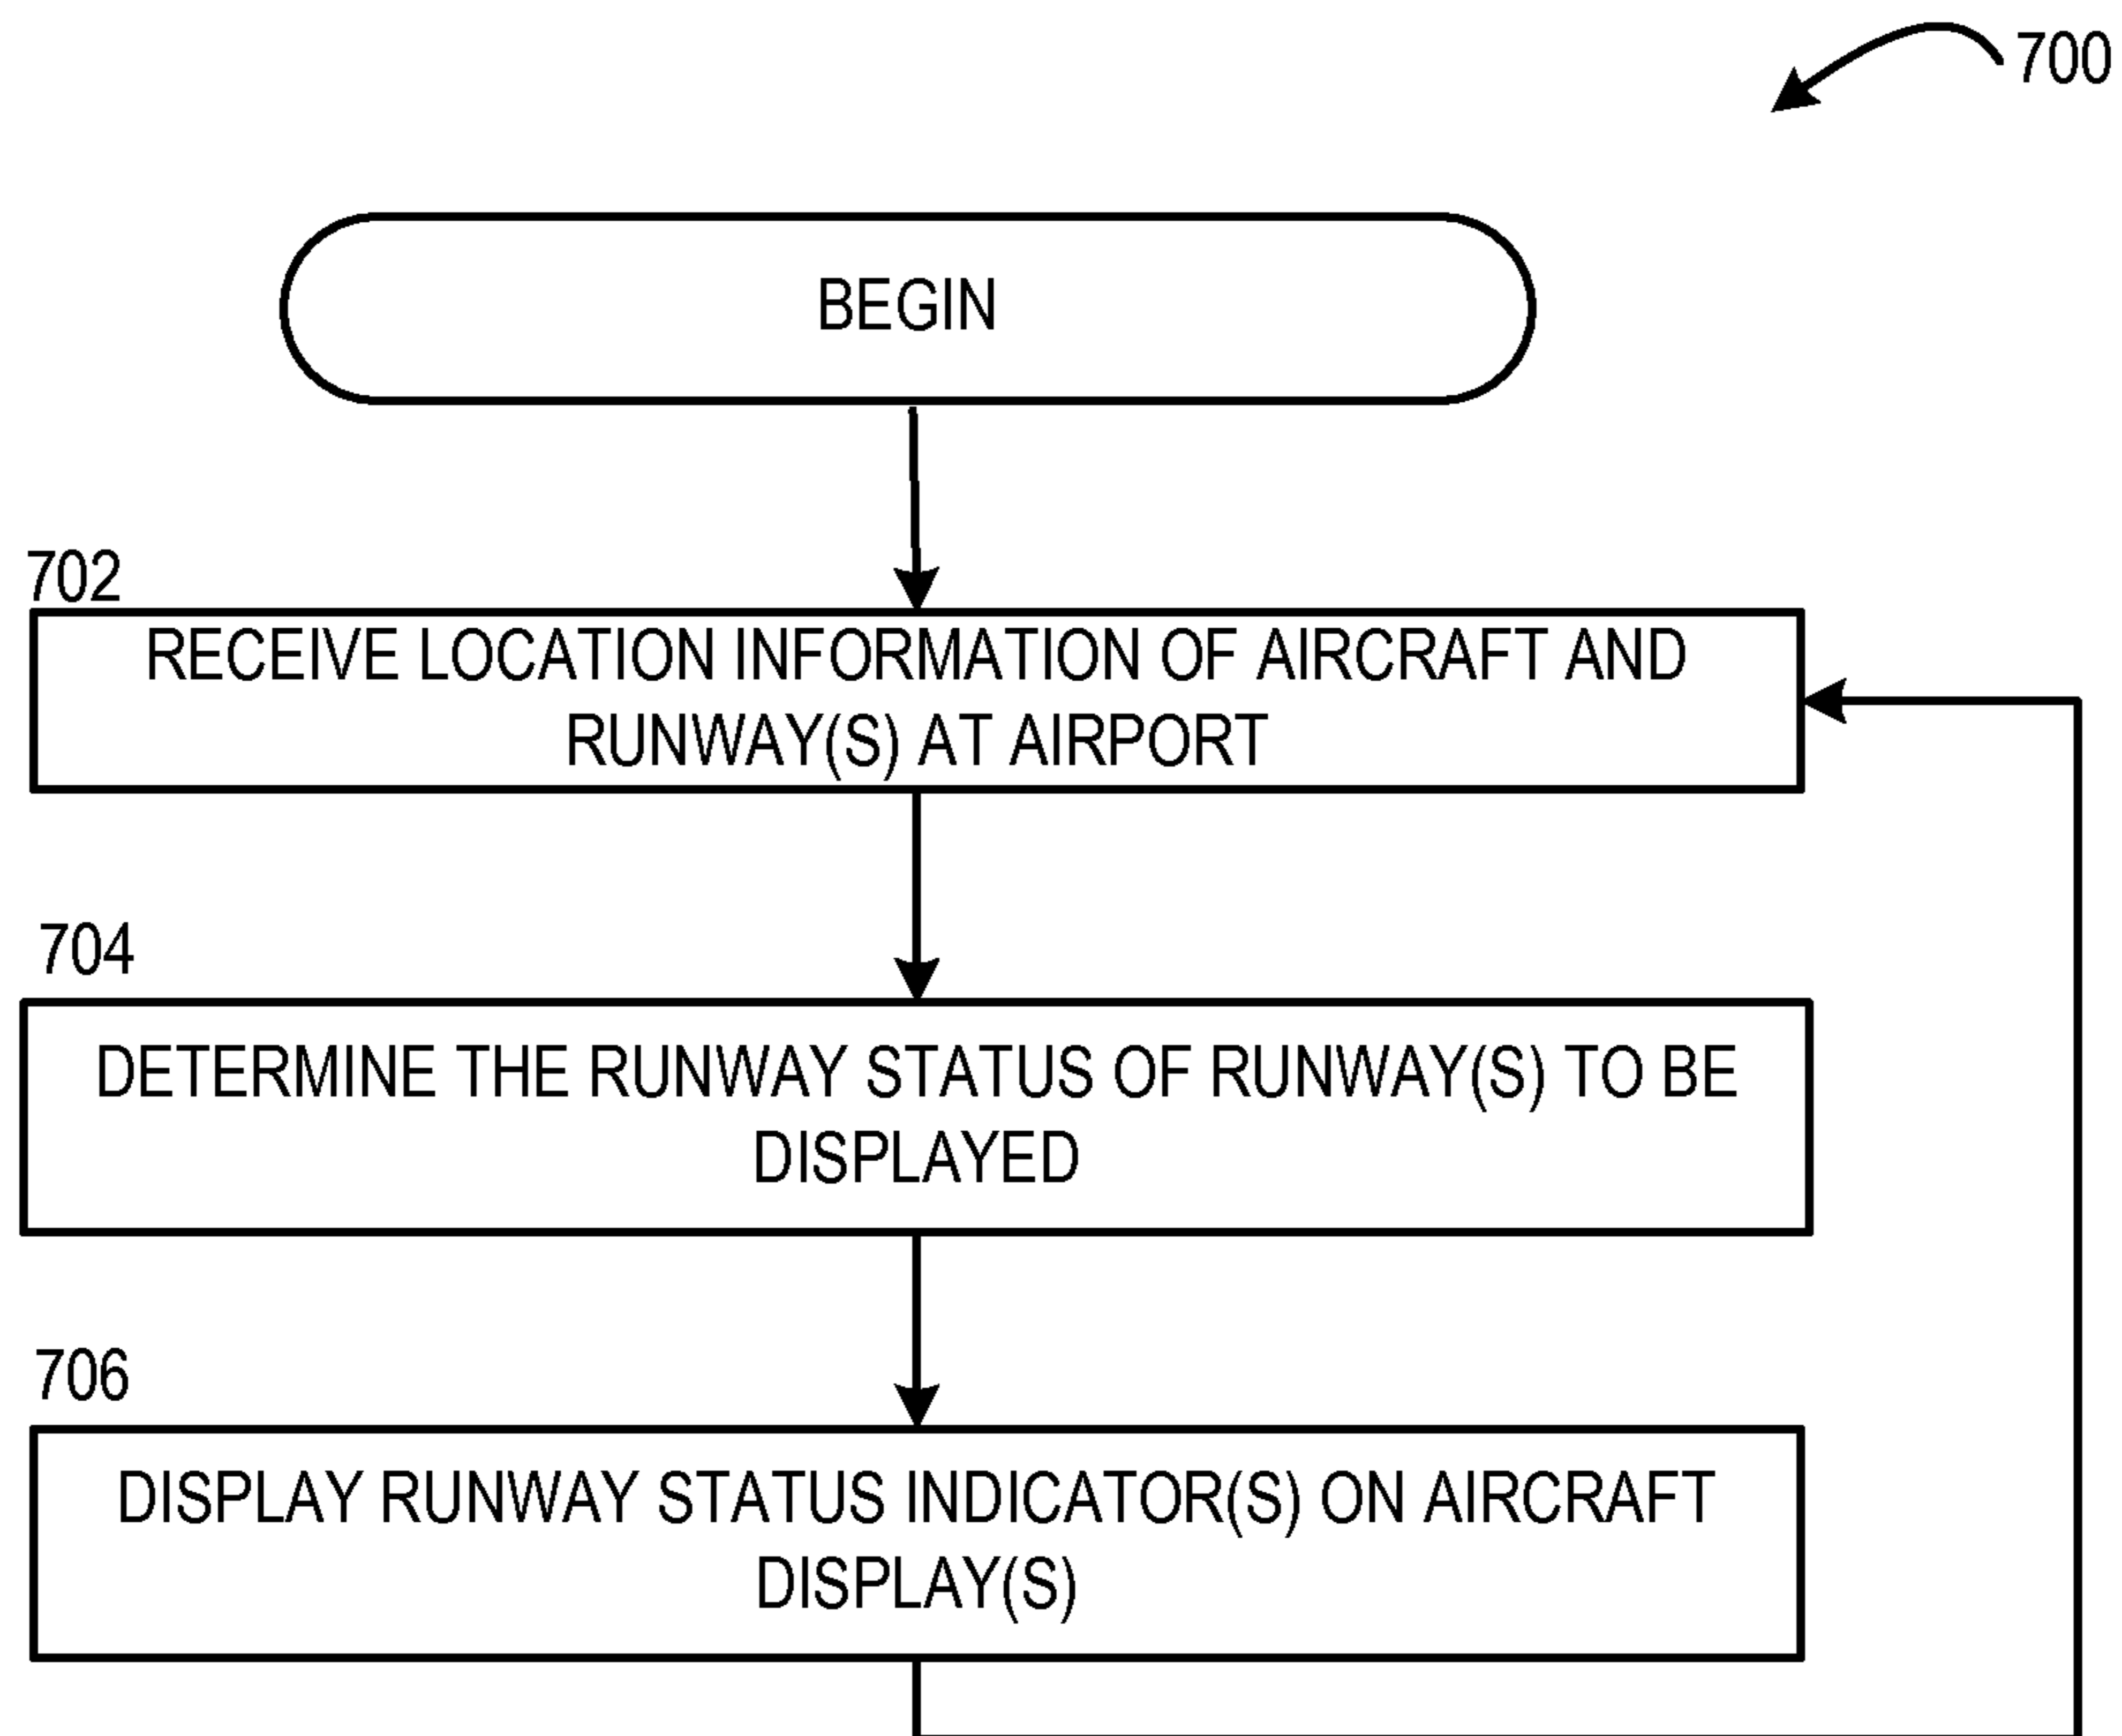 700
BEGIN
702
RECEIVE LOCATION INFORMATION OF AIRCRAFT AND
RUNWAY(S) AT AIRPORT
704
DETERMINE THE RUNWAY STATUS OF RUNWAY(S) TO BE
DISPLAYED
706
DISPLAY RUNWAY STATUS INDICATOR(S) ON AIRCRAFT
DISPLAY(S)